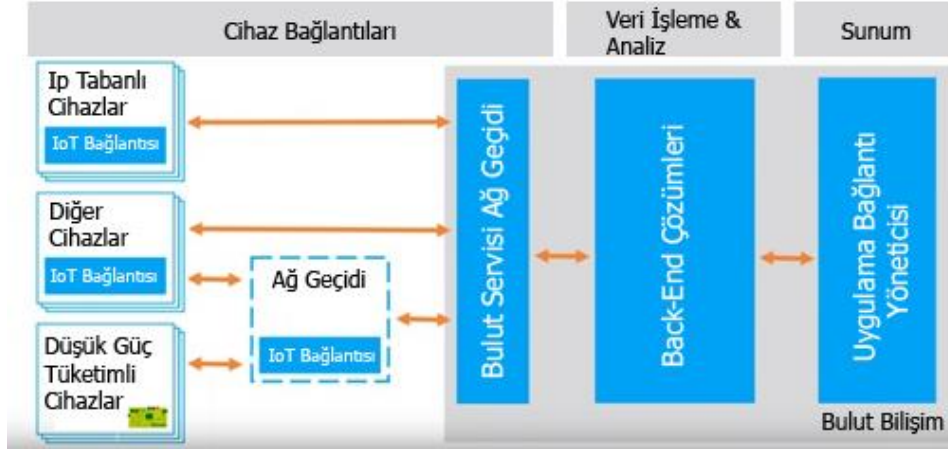 Cihaz Bağlantıları
Veri İşleme &
Analiz
Sunum
Ip Tabanlı
Cihazlar
IoT Bağlantısı
Diğer
Cihazlar
IoT Bağlantısı
Düşük Güç
Tüketimli
Cihazlar
Ağ Geçidi
IoT Bağlantısı
Bulut Servisi Ağ Geçidi
Back-End Çözümleri
Uygulama Bağlantı
Yöneticisi
Bulut Bilişim